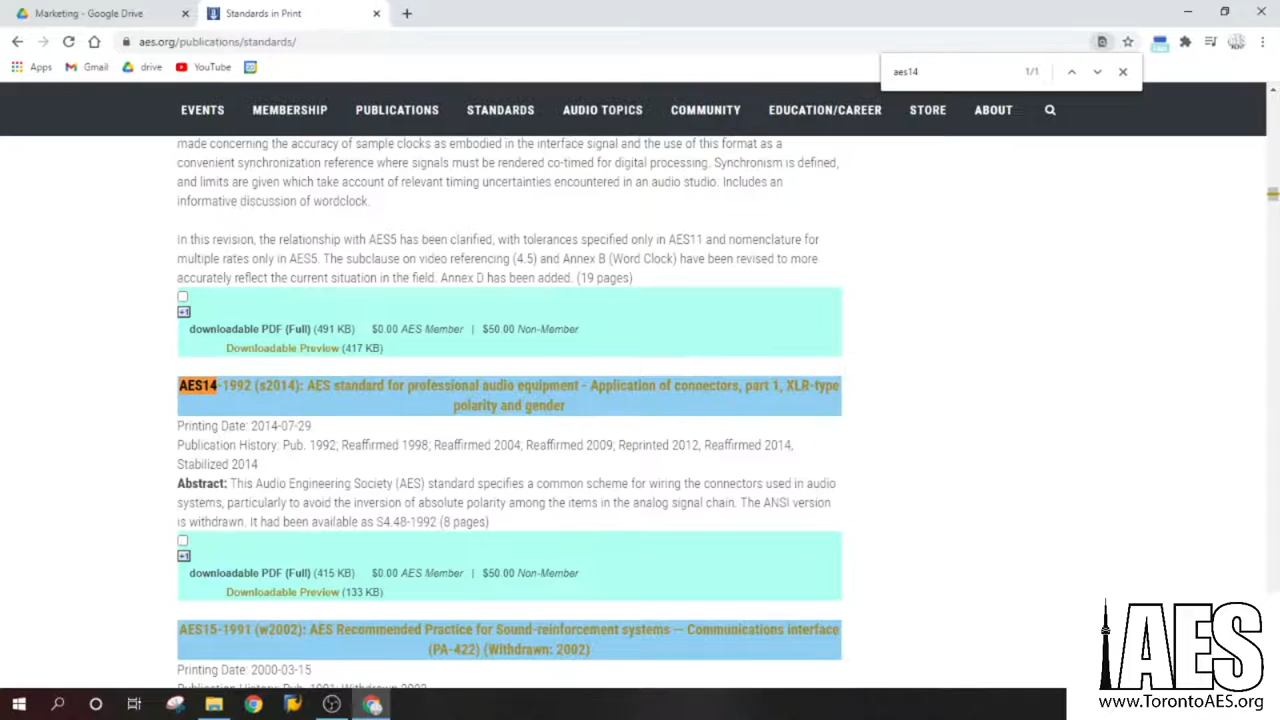 Marketing - Google Drive
Standards in Print
aes.org/publications/standards/
Apps
Gmail
drive
YouTube
aes14
1/1
EVENTS
MEMBERSHIP
PUBLICATIONS
STANDARDS
AUDIO TOPICS
COMMUNITY
EDUCATION/CAREER
STORE
ABOUT
made concerning the accuracy of sample clocks as embodied in the interface signal and the use of this format as a
convenient synchronization reference where signals must be rendered co-timed for digital processing. Synchronism is defined,
and limits are given which take account of relevant timing uncertainties encountered in an audio studio. Includes an
informative discussion of wordclock.
In this revision, the relationship with AES5 has been clarified, with tolerances specified only in AES11 and nomenclature for
multiple rates only in AES5. The subclause on video referencing (4.5) and Annex B (Word Clock) have been revised to more
accurately reflect the current situation in the field. Annex D has been added. (19 pages)
+1
downloadable PDF (Full) (491 KB) $0.00 AES Member | $50.00 Non-Member
Downloadable Preview (417 KB)
AES14-1992 (s2014): AES standard for professional audio equipment - Application of connectors, part 1, XLR-type
polarity and gender
Printing Date: 2014-07-29
Publication History: Pub. 1992; Reaffirmed 1998; Reaffirmed 2004, Reaffirmed 2009; Reprinted 2012, Reaffirmed 2014,
Stabilized 2014
Abstract: This Audio Engineering Society (AES) standard specifies a common scheme for wiring the connectors used in audio
systems, particularly to avoid the inversion of absolute polarity among the items in the analog signal chain. The ANSI version
is withdrawn. It had been available as S4.48-1992 (8 pages)
+1
downloadable PDF (Full) (415 KB) $0.00 AES Member | $50.00 Non-Member
Downloadable Preview (133 KB)
AES15-1991 (w2002): AES Recommended Practice for Sound-reinforcement systems — Communications interface
(PA-422) (Withdrawn: 2002)
Printing Date: 2000-03-15
Publication History: Pub. 1991; Withdrawn 2002
AES
www.TorontoAES.org